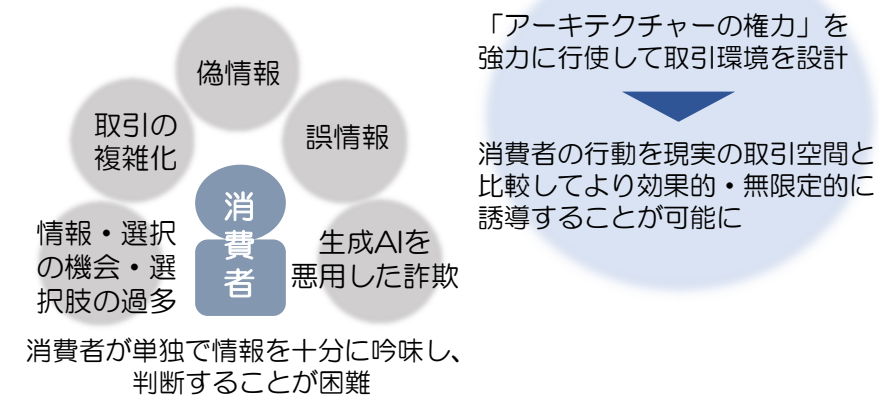 偽情報
取引の
複雑化
誤情報
消
費
者
情報・選択
の機会・選
択肢の過多
生成AIを
悪用した詐欺
消費者が単独で情報を十分に吟味し、
判断することが困難
「アーキテクチャーの権力」を
強力に行使して取引環境を設計
消費者の行動を現実の取引空間と
比較してより効果的・無限定的に
誘導することが可能に